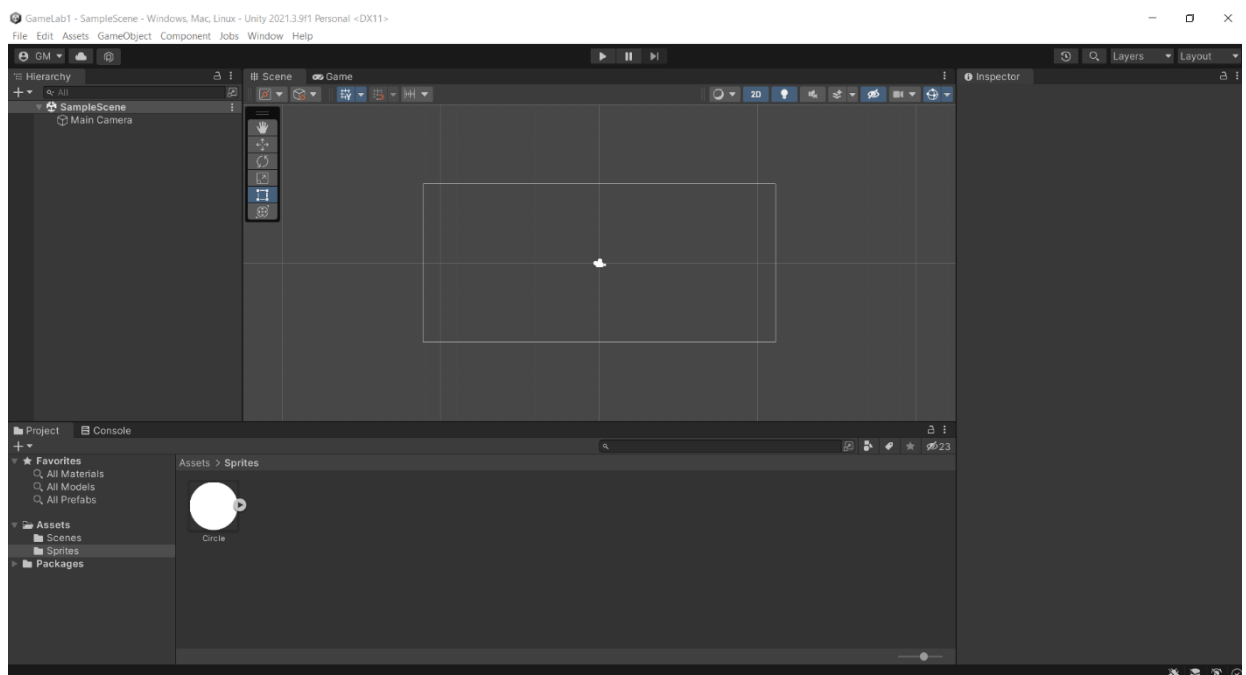 GameLab1 - SampleScene - Windows, Mac, Linux - Unity 2021.3.9f1 Personal <DX11>
File Edit Assets GameObject Component Jobs Window Help
GM Layers Layout
Hierarchy Scene Game Inspector
All 2D
SampleScene
Main Camera
Project Console
23
Favorites Assets > Sprites
All Materials
All Models
All Prefabs
Assets
Scenes Circle
Sprites
Packages